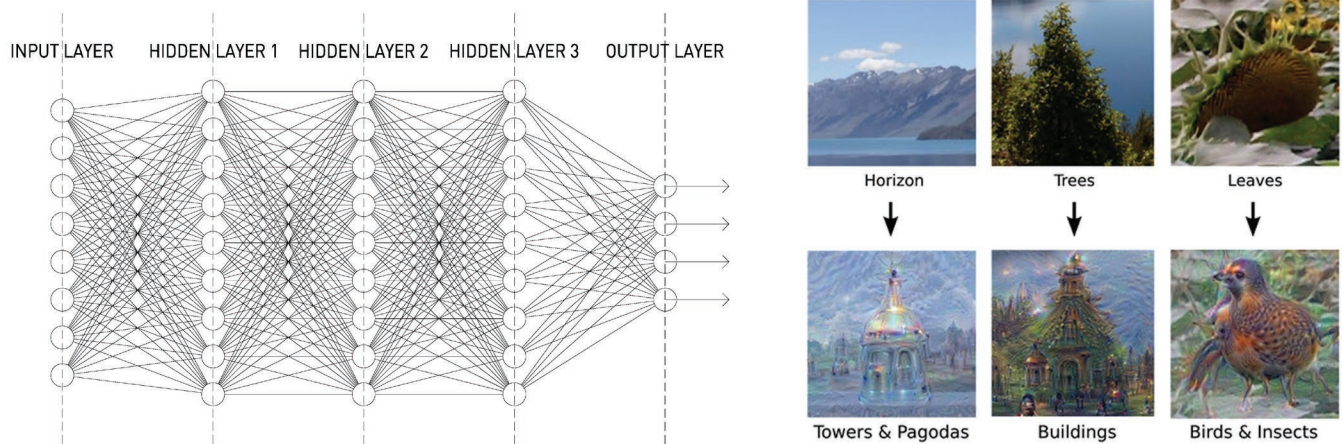 INPUT LAYER
HIDDEN LAYER 1
HIDDEN LAYER 2
HIDDEN LAYER 3
OUTPUT LAYER
Horizon
Trees
Leaves
Towers & Pagodas
Buildings
Birds & Insects